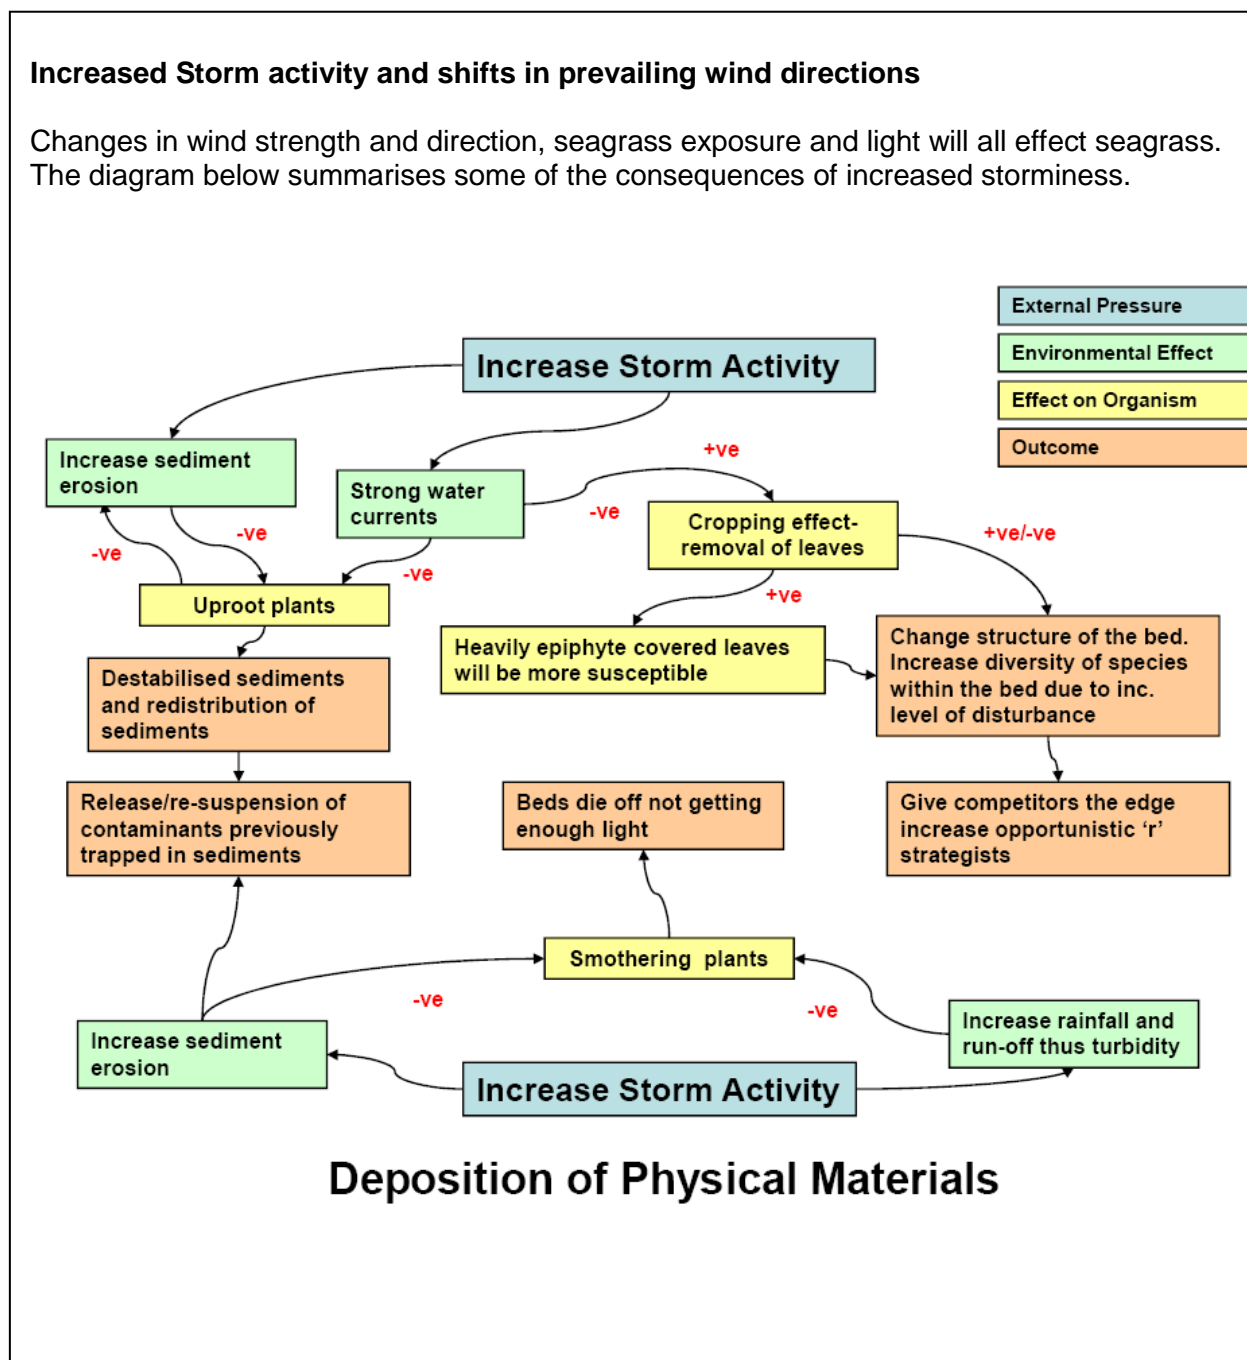 Increased Storm activity and shifts in prevailing wind directions
Changes in wind strength and direction, seagrass exposure and light will all effect seagrass.
The diagram below summarises some of the consequences of increased storminess.
External Pressure
Environmental Effect
Effect on Organism
Outcome
Increase Storm Activity
Increase sediment
erosion
Strong water
currents
+ve
-ve
Cropping effect-
removal of leaves
+ve/-ve
-ve
-ve
-ve
+ve
Uproot plants
Heavily epiphyte covered leaves
will be more susceptible
Change structure of the bed.
Increase diversity of species
within the bed due to inc.
level of disturbance
Destabilised sediments
and redistribution of
sediments
Release/re-suspension of
contaminants previously
trapped in sediments
Beds die off not getting
enough light
Give competitors the edge
increase opportunistic ‘r’
strategists
Smothering plants
-ve
-ve
Increase sediment
erosion
Increase rainfall and
run-off thus turbidity
Increase Storm Activity
Deposition of Physical Materials